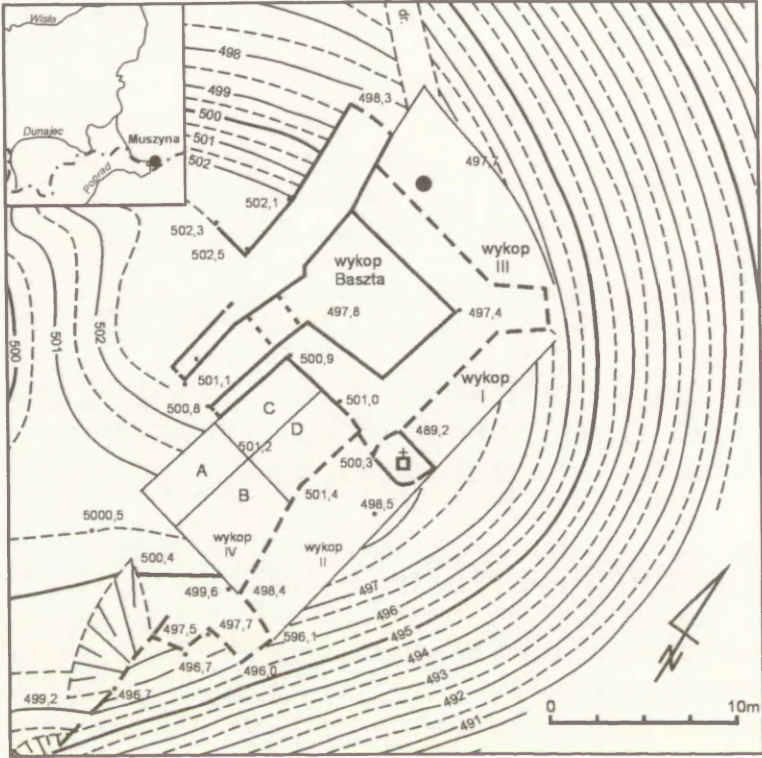 Wisła
Dunajec
Muszyna
Poprad
dr.
498
499
500
501
502
498,3
497,7
502,1
502,3
502,5
wykop
Baszta
wykop
III
497,8
497,4
502
501
500
501,1
500,9
500,8
501,0
wykop
I
C
D
501,2
489,2
A
B
500,3
501,4
498,5
5000,5
wykop
IV
wykop
II
500,4
499,6
498,4
497
496
495
494
493
492
491
497,5
497,7
596,1
496,7
496,0
499,2
496,7
N
0
10m